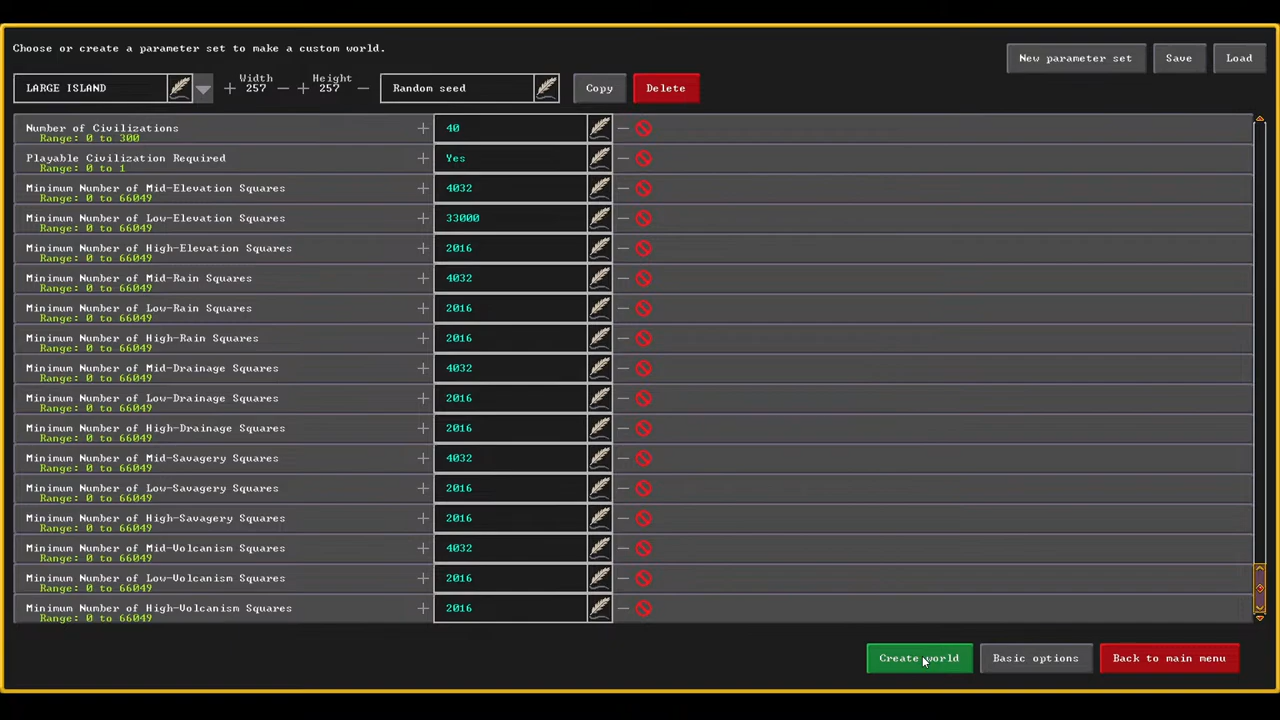 Choose or create a parameter set to make a custom world.
New parameter set Save Load
LARGE ISLAND Width 257 Height 257 Random seed Copy Delete
Number of Civilizations 40
Range: 0 to 300
Playable Civilization Required Yes
Range: 0 to 1
Minimum Number of Mid-Elevation Squares 4032
Range: 0 to 66049
Minimum Number of Low-Elevation Squares 33000
Range: 0 to 66049
Minimum Number of High-Elevation Squares 2016
Range: 0 to 66049
Minimum Number of Mid-Rain Squares 4032
Range: 0 to 66049
Minimum Number of Low-Rain Squares 2016
Range: 0 to 66049
Minimum Number of High-Rain Squares 2016
Range: 0 to 66049
Minimum Number of Mid-Drainage Squares 4032
Range: 0 to 66049
Minimum Number of Low-Drainage Squares 2016
Range: 0 to 66049
Minimum Number of High-Drainage Squares 2016
Range: 0 to 66049
Minimum Number of Mid-Savagery Squares 4032
Range: 0 to 66049
Minimum Number of Low-Savagery Squares 2016
Range: 0 to 66049
Minimum Number of High-Savagery Squares 2016
Range: 0 to 66049
Minimum Number of Mid-Volcanism Squares 4032
Range: 0 to 66049
Minimum Number of Low-Volcanism Squares 2016
Range: 0 to 66049
Minimum Number of High-Volcanism Squares 2016
Range: 0 to 66049
Create world Basic options Back to main menu